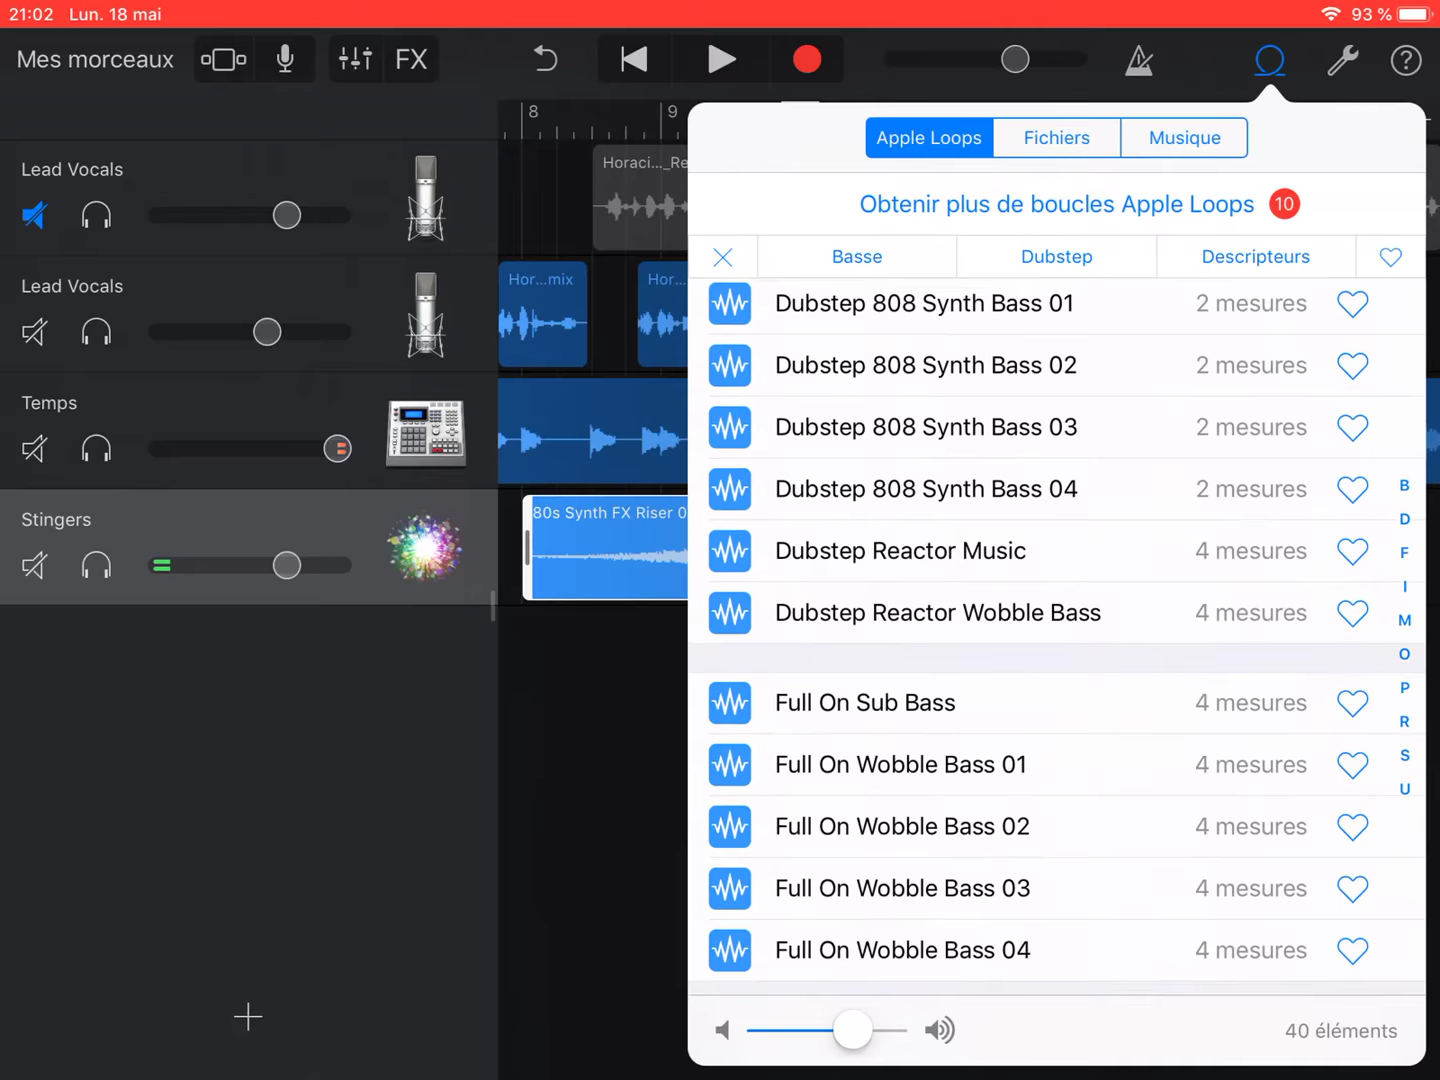 21:02 Lun. 18 mai
93 %
Mes morceaux
FX
8
9
Lead Vocals
Horaci..._Re
Lead Vocals
Hor...mix
Hor...
Temps
Stingers
80s Synth FX Riser 0
Apple Loops
Fichiers
Musique
Obtenir plus de boucles Apple Loops 10
Basse
Dubstep
Descripteurs
Dubstep 808 Synth Bass 01 2 mesures
Dubstep 808 Synth Bass 02 2 mesures
Dubstep 808 Synth Bass 03 2 mesures
Dubstep 808 Synth Bass 04 2 mesures
Dubstep Reactor Music 4 mesures
Dubstep Reactor Wobble Bass 4 mesures
Full On Sub Bass 4 mesures
Full On Wobble Bass 01 4 mesures
Full On Wobble Bass 02 4 mesures
Full On Wobble Bass 03 4 mesures
Full On Wobble Bass 04 4 mesures
B
D
F
I
M
O
P
R
S
U
40 éléments